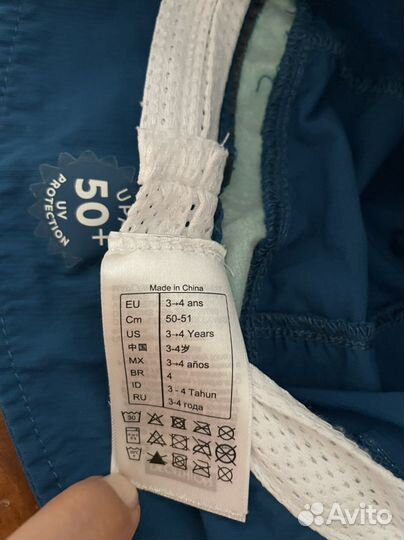 UPF
50+
UV
PROTECTION
Made in China
EU 3→4 ans
Cm 50-51
US 3→4 Years
中国 3-4岁
MX 3→4 años
BR 4
ID 3 - 4 Tahun
RU 3-4 года
30
Avito